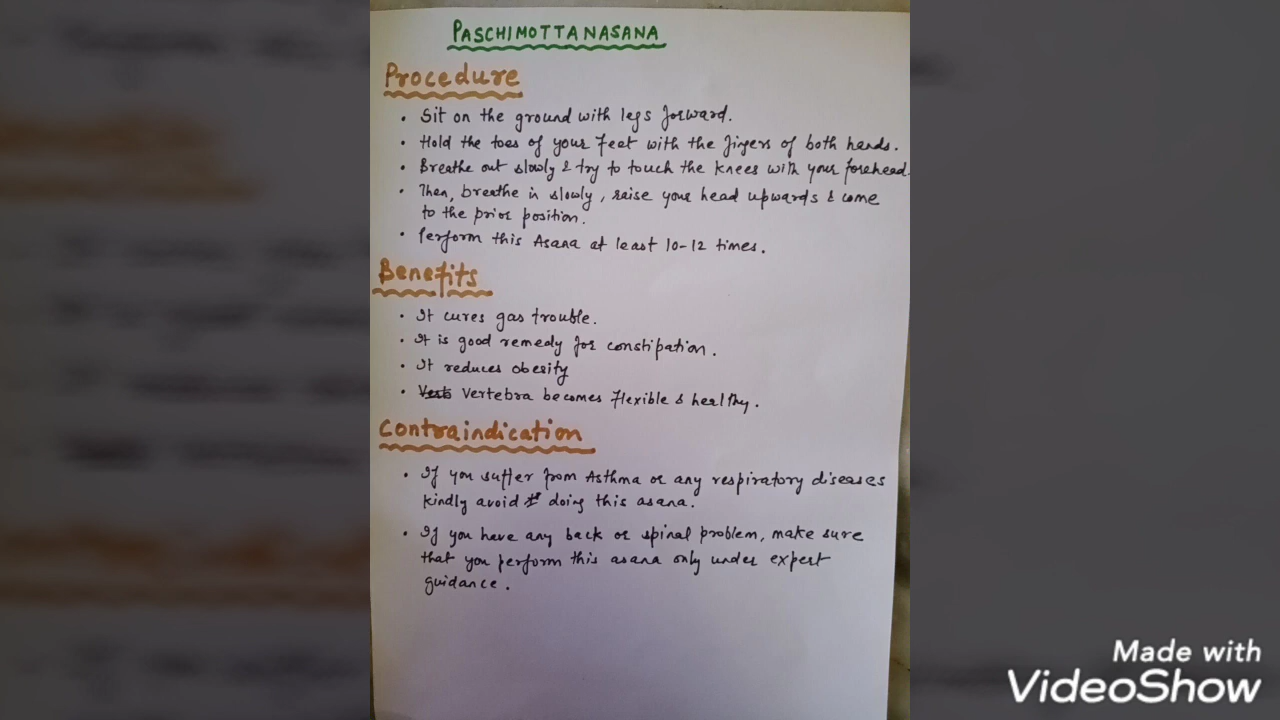 PASCHIMOTTANASANA
Procedure
• Sit on the ground with legs forward.
• Hold the toes of your feet with the fingers of both hands.
• Breathe out slowly & try to touch the knees with your forehead.
• Then, breathe in slowly, raise your head upwards & come
to the prior position.
• Perform this Asana at least 10-12 times.
Benefits
• It cures gas trouble.
• It is good remedy for constipation.
• It reduces obesity
• Vertebra becomes flexible & healthy.
Contraindication
• If you suffer from Asthma or any respiratory diseases
kindly avoid doing this asana.
• If you have any back or spinal problem, make sure
that you perform this asana only under expert
guidance.
Made with
VideoShow